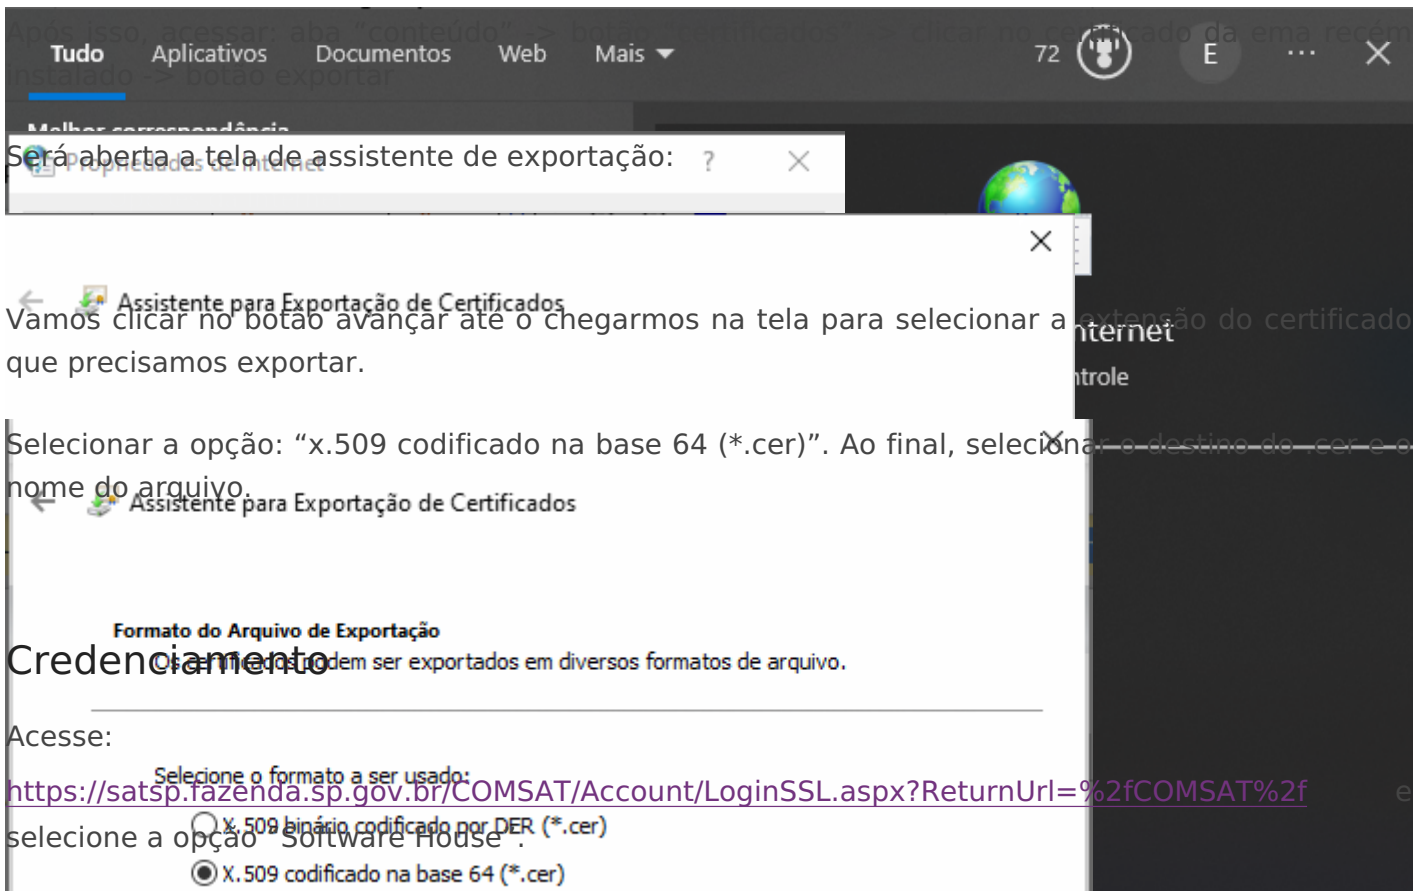 Após isso, acessar: aba “conteúdo” -> botão “certificados” -> clicar no certificado da ema recém
Tudo Aplicativos Documentos Web Mais 72 E ... 
instalado -> botão exportar
Melhor correspondência
Será aberta a tela de assistente de exportação:
Propriedades de Internet ?
Assistente para Exportação de Certificados
Vamos clicar no botão avançar até o chegarmos na tela para selecionar a extensão do certificado
nternet
que precisamos exportar.
ntrole
Selecionar a opção: “x.509 codificado na base 64 (*.cer)”. Ao final, selecionar o destino do .cer e o
nome do arquivo.
Assistente para Exportação de Certificados
Formato do Arquivo de Exportação
Credenciamento
Os certificados podem ser exportados em diversos formatos de arquivo.
Acesse:
Selecione o formato a ser usado:
https://satsp.fazenda.sp.gov.br/COMSAT/Account/LoginSSL.aspx?ReturnUrl=%2fCOMSAT%2f e
X.509 binário codificado por DER (*.cer)
selecione a opção “Software House”.
X.509 codificado na base 64 (*.cer)